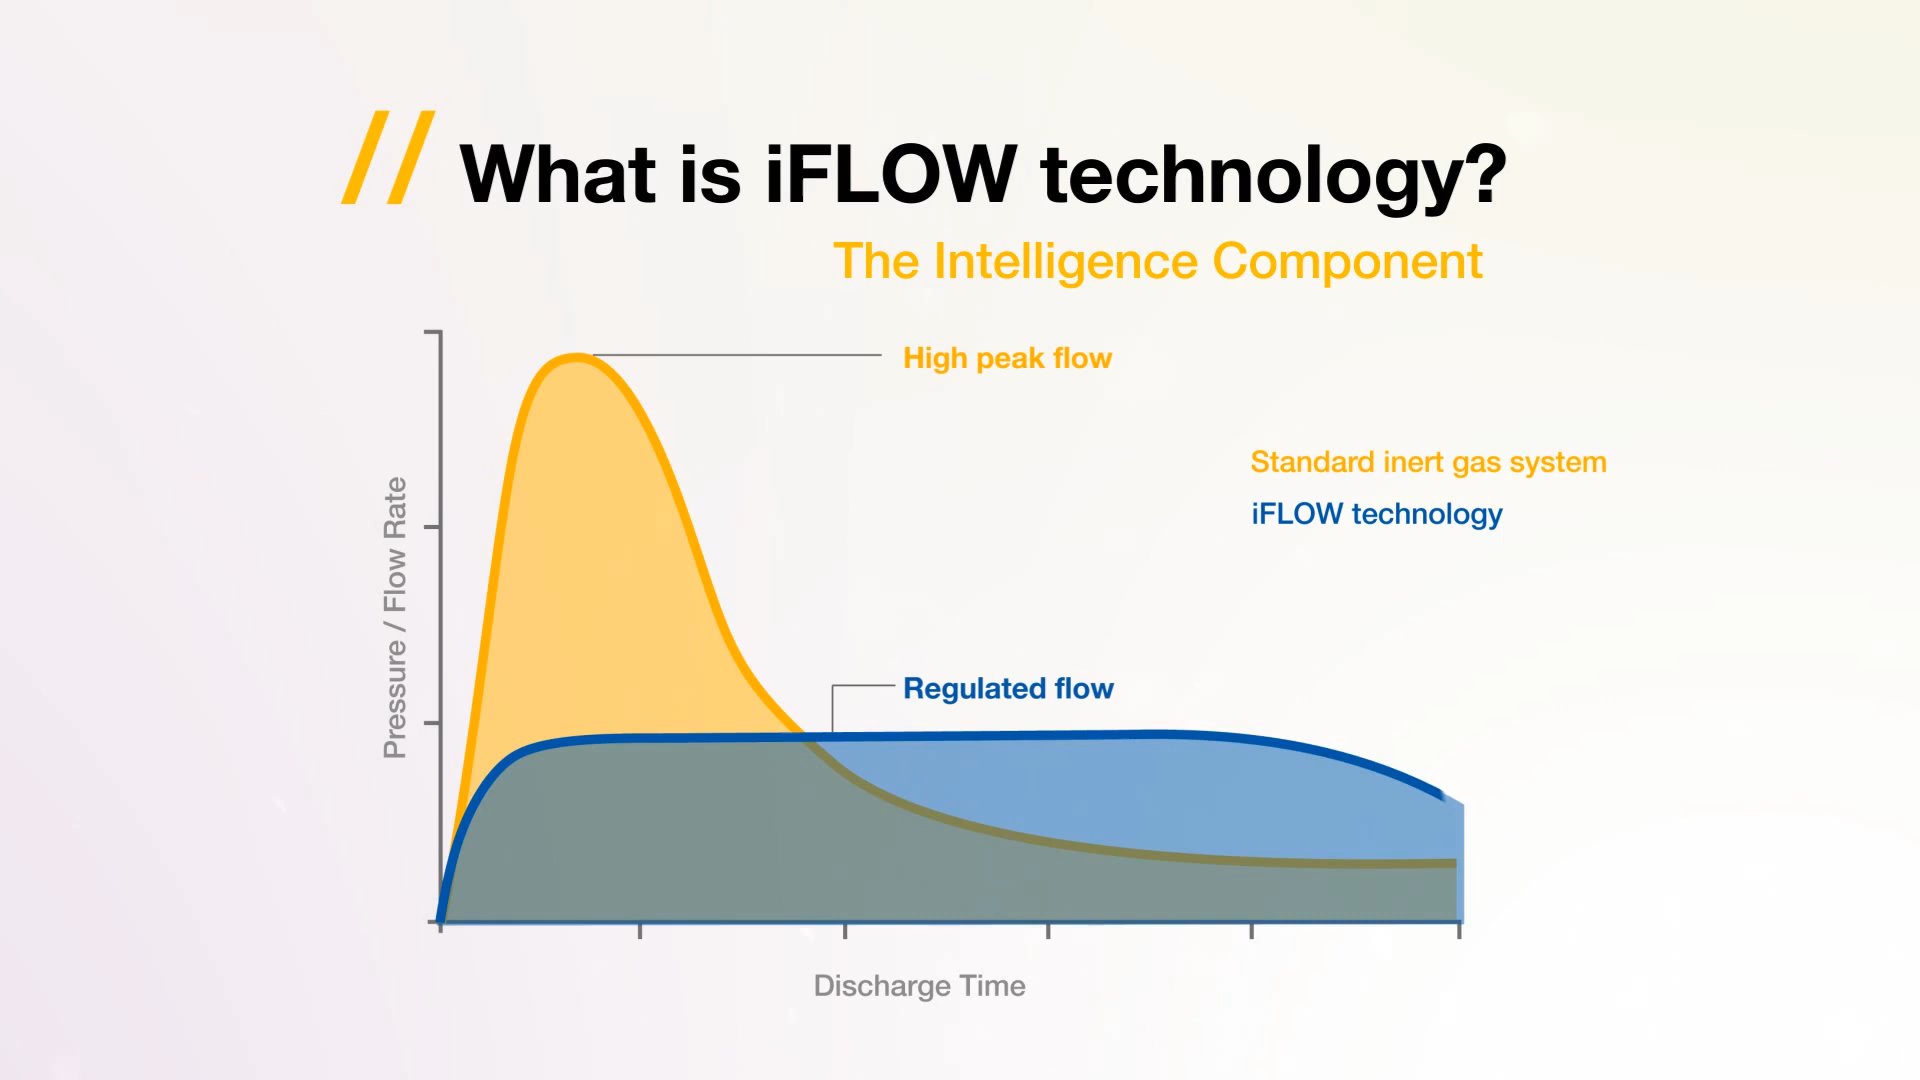 // What is iFLOW technology?
The Intelligence Component
High peak flow
Standard inert gas system
iFLOW technology
Pressure / Flow Rate
Regulated flow
Discharge Time